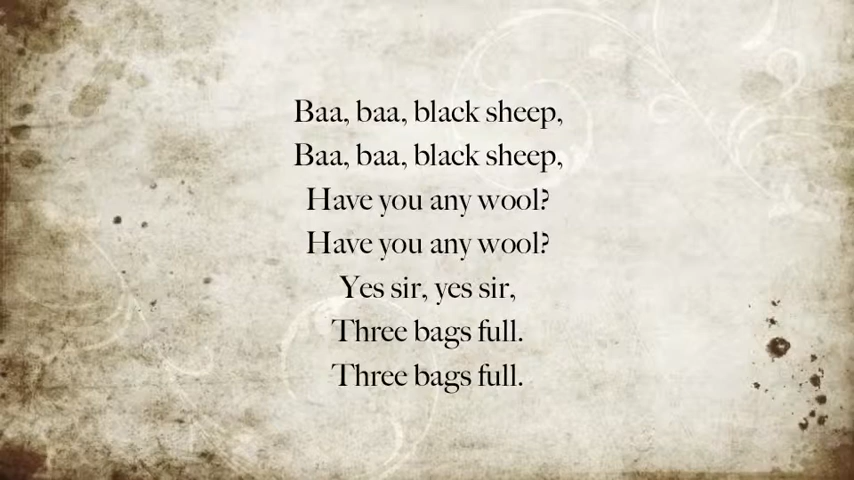 Baa, baa, black sheep,
Baa, baa, black sheep,
Have you any wool?
Have you any wool?
Yes sir, yes sir,
Three bags full.
Three bags full.